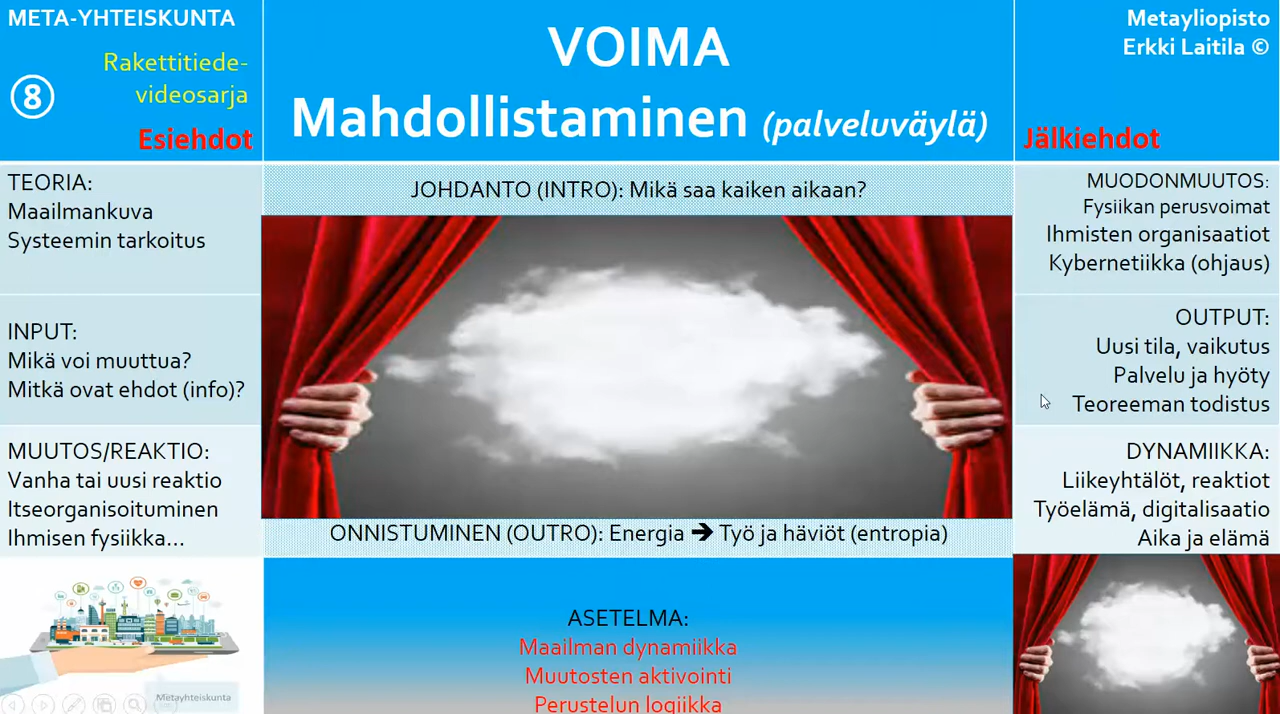 META-YHTEISKUNTA
Rakettitiede-
videosarja
8
Esiehdot
VOIMA
Mahdollistaminen (palveluväylä)
Metayliopisto
Erkki Laitila ©
Jälkiehdot
TEORIA:
Maailmankuva
Systeemin tarkoitus
INPUT:
Mikä voi muuttua?
Mitkä ovat ehdot (info)?
MUUTOS/REAKTIO:
Vanha tai uusi reaktio
Itseorganisoituminen
Ihmisen fysiikka...
JOHDANTO (INTRO): Mikä saa kaiken aikaan?
ONNISTUMINEN (OUTRO): Energia ➔ Työ ja häviöt (entropia)
MUODONMUUTOS:
Fysiikan perusvoimat
Ihmisten organisaatiot
Kybernetiikka (ohjaus)
OUTPUT:
Uusi tila, vaikutus
Palvelu ja hyöty
Teoreeman todistus
DYNAMIIKKA:
Liikeyhtälöt, reaktiot
Työelämä, digitalisaatio
Aika ja elämä
Metäyhteiskunta
ASETELMA:
Maailman dynamiikka
Muutosten aktivointi
Perustelun logiikka